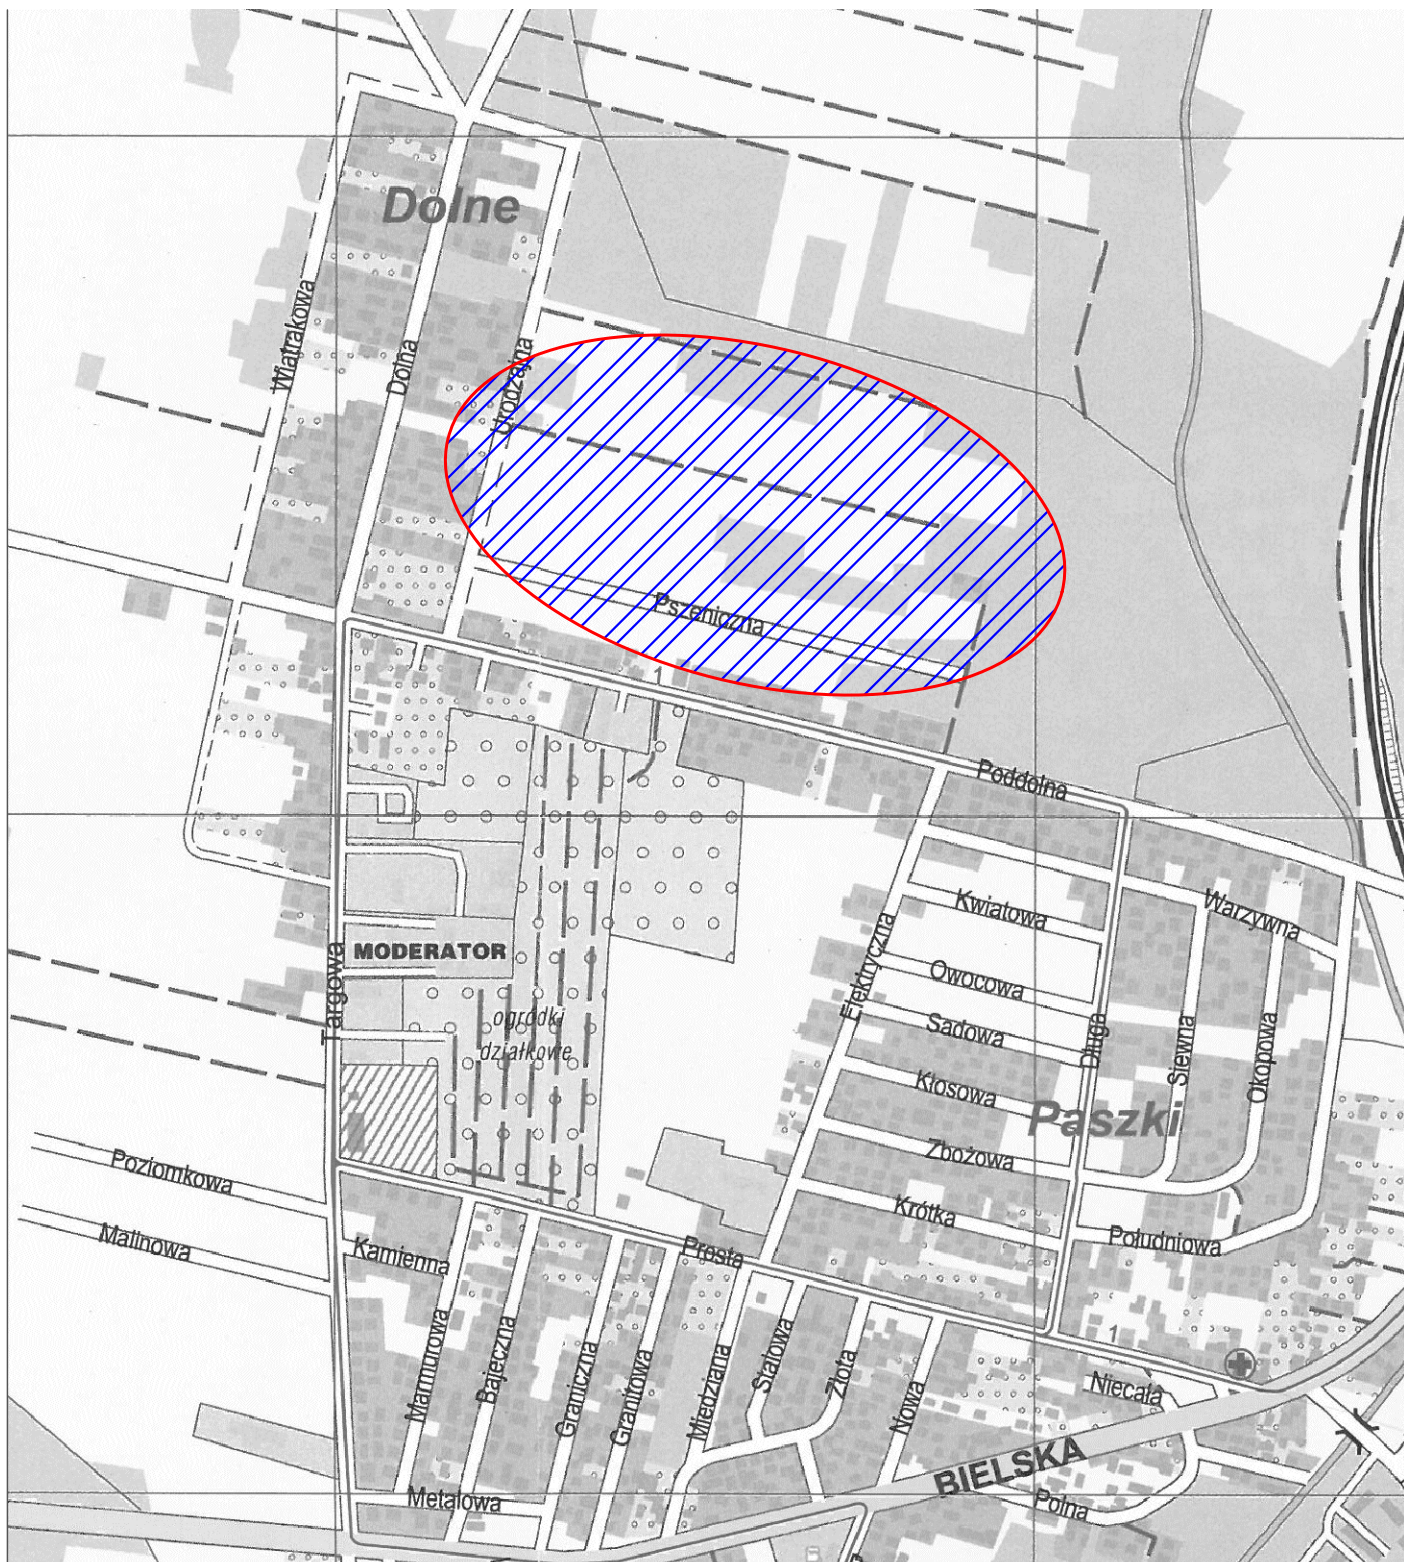 Dolne
Wiatrakowa
Dolna
Urodzajna
Pszeniczna
1
Poddolna
Warzywna
Kwiatowa
MODERATOR
Targowa
Elektryczna
Owocowa
ogródki
działkowe
Sadowa
Długa
Siewna
Okopowa
Kłosowa
Paszki
Zbożowa
Poziomkowa
Krótka
Malinowa
Kamienna
Prosta
Południowa
1
Marmurowa
Bajeczna
Graniczna
Granitowa
Miedziana
Stalowa
Złota
Nowa
Niecała
BIELSKA
Metalowa
Polna